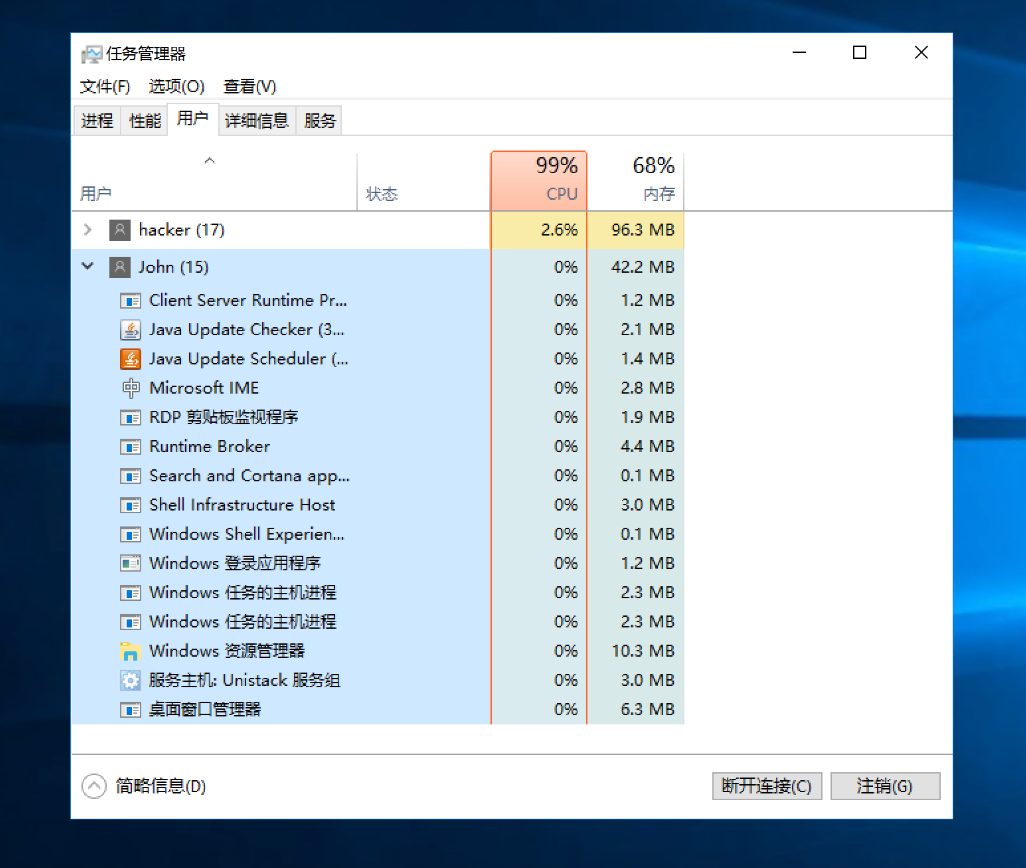 任务管理器
文件(F) 选项(O) 查看(V)
进程 性能 用户 详细信息 服务
99% 68%
用户 状态 CPU 内存
hacker (17) 2.6% 96.3 MB
John (15) 0% 42.2 MB
Client Server Runtime Pr... 0% 1.2 MB
Java Update Checker (3... 0% 2.1 MB
Java Update Scheduler (... 0% 1.4 MB
Microsoft IME 0% 2.8 MB
RDP 剪贴板监视程序 0% 1.9 MB
Runtime Broker 0% 4.4 MB
Search and Cortana app... 0% 0.1 MB
Shell Infrastructure Host 0% 3.0 MB
Windows Shell Experien... 0% 0.1 MB
Windows 登录应用程序 0% 1.2 MB
Windows 任务的主机进程 0% 2.3 MB
Windows 任务的主机进程 0% 2.3 MB
Windows 资源管理器 0% 10.3 MB
服务主机: Unistack 服务组 0% 3.0 MB
桌面窗口管理器 0% 6.3 MB
简略信息(D) 断开连接(C) 注销(G)